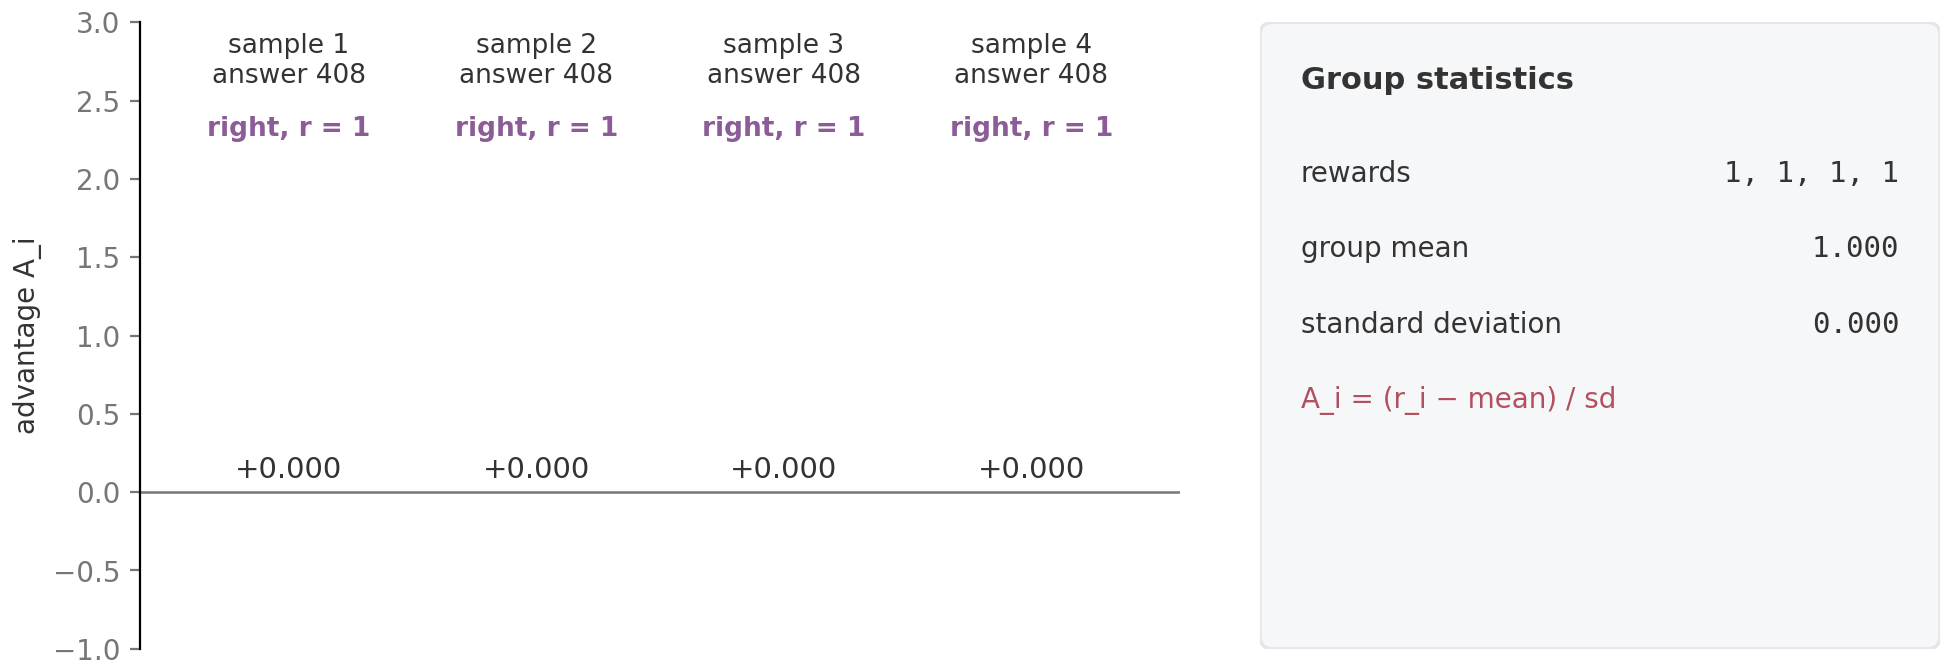 advantage A_i
3.0
2.5
2.0
1.5
1.0
0.5
0.0
−0.5
−1.0
sample 1
answer 408
right, r = 1
+0.000
sample 2
answer 408
right, r = 1
+0.000
sample 3
answer 408
right, r = 1
+0.000
sample 4
answer 408
right, r = 1
+0.000
Group statistics
rewards 1, 1, 1, 1
group mean 1.000
standard deviation 0.000
A_i = (r_i − mean) / sd